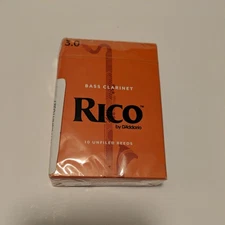 3.0
BASS CLARINET
RICO
by D'Addario
10 UNFILED REEDS